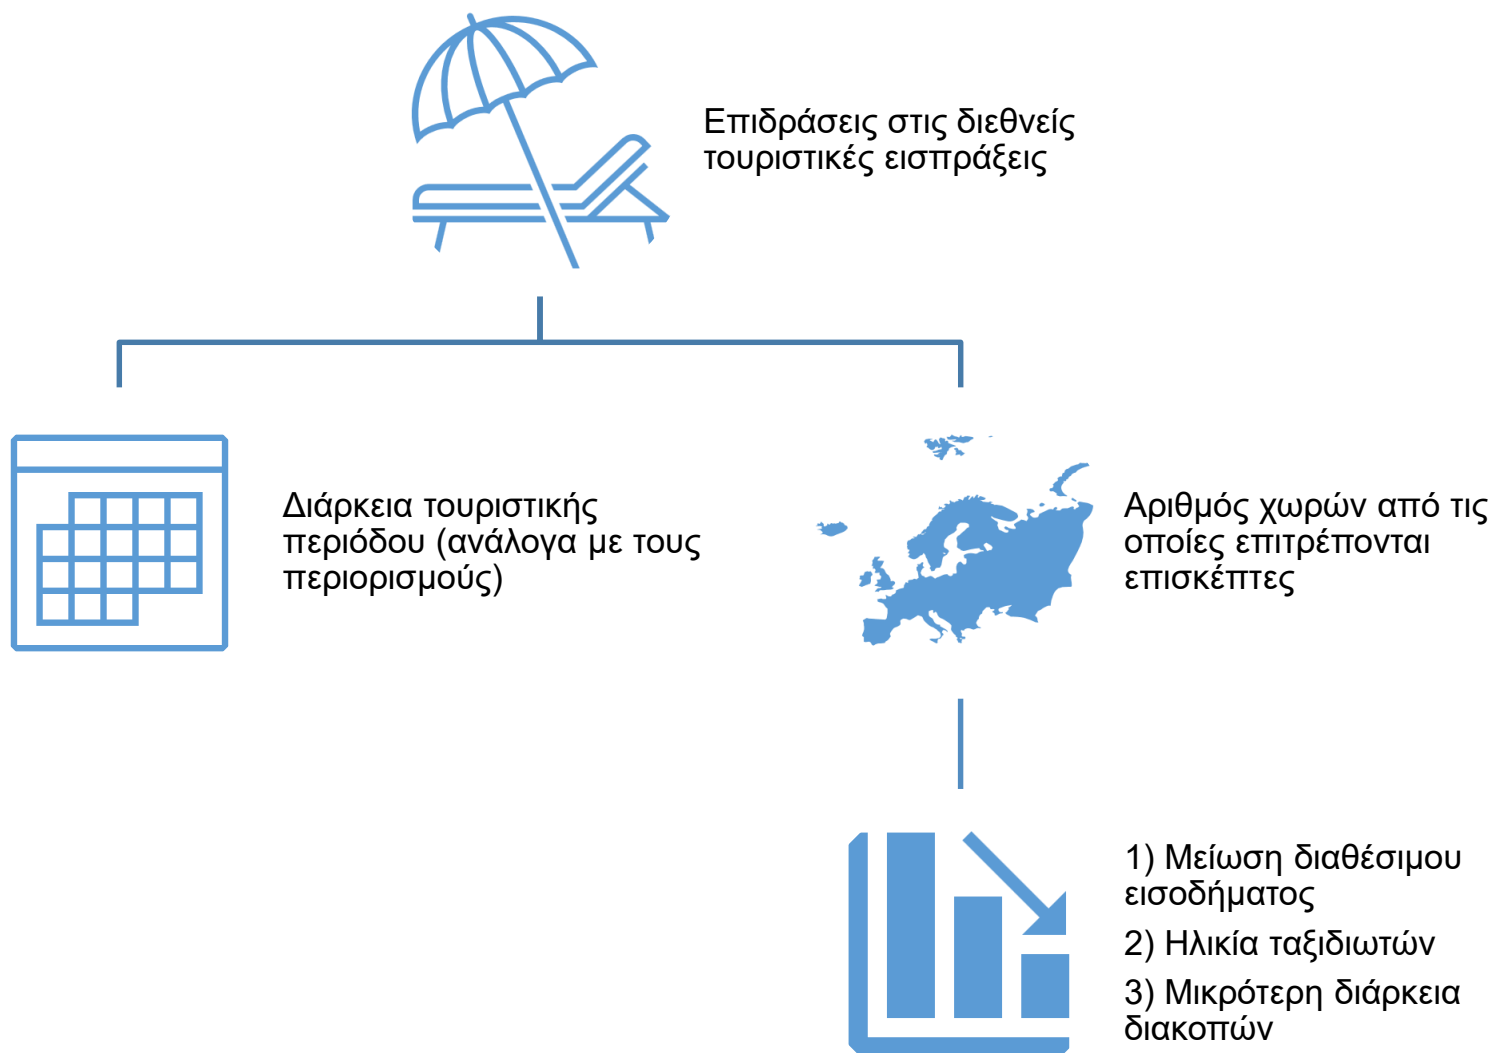 Επιδράσεις στις διεθνείς
τουριστικές εισπράξεις
Διάρκεια τουριστικής
περιόδου (ανάλογα με τους
περιορισμούς)
Αριθμός χωρών από τις
οποίες επιτρέπονται
επισκέπτες
1) Μείωση διαθέσιμου
εισοδήματος
2) Ηλικία ταξιδιωτών
3) Μικρότερη διάρκεια
διακοπών